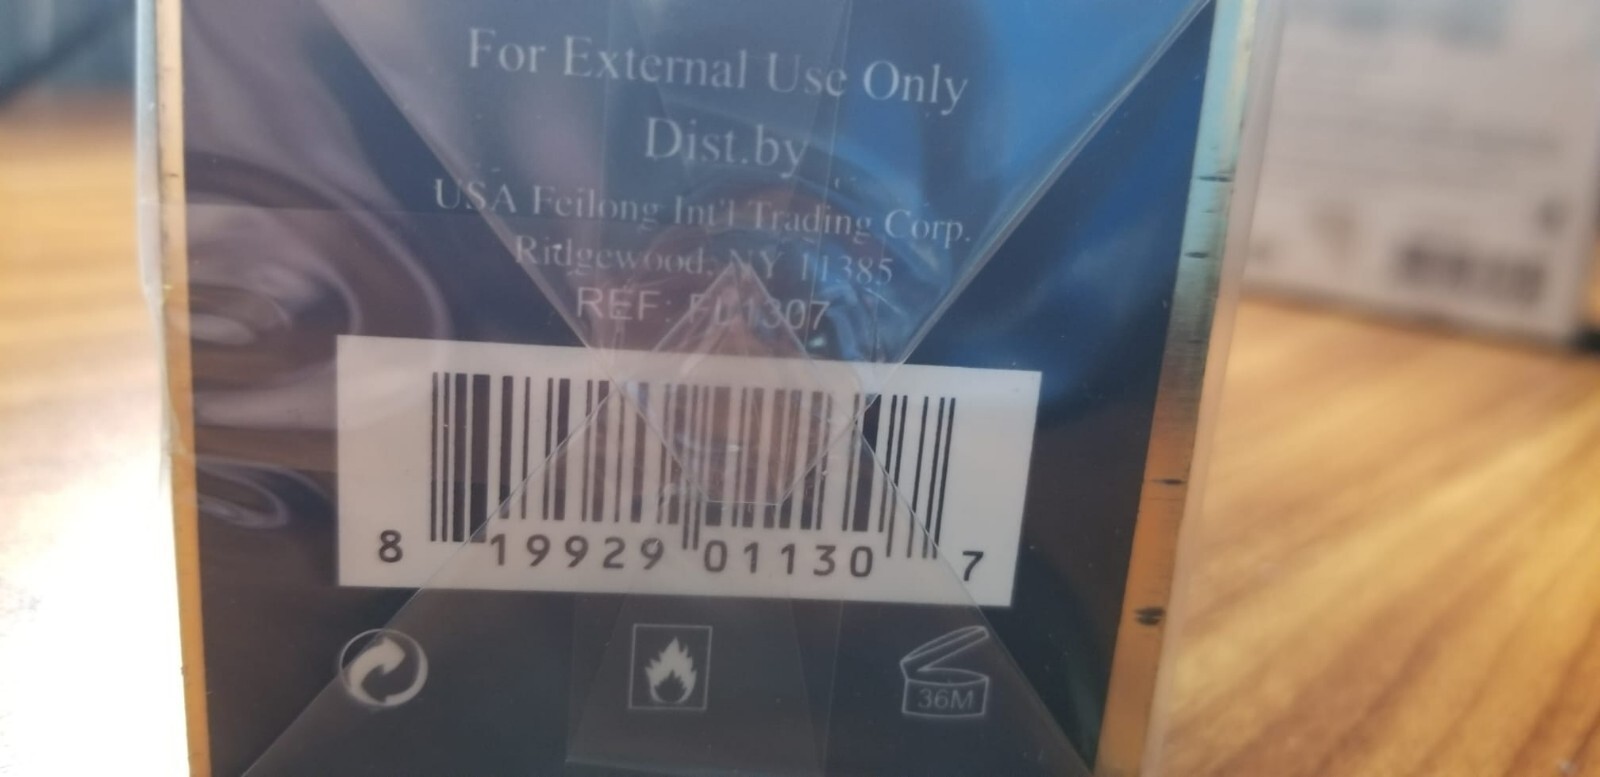 For External Use Only
Dist.by
USA Feilong Int'l Trading Corp.
Ridgewood, NY 11385
REF: FL1307
8 19929 01130 7
36M